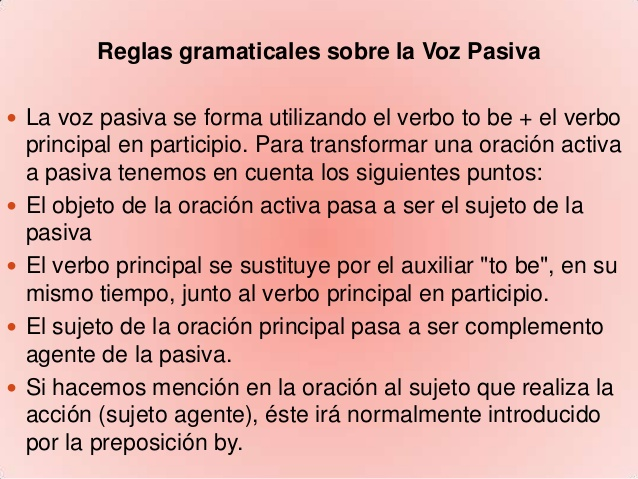 Reglas gramaticales sobre la Voz Pasiva
• La voz pasiva se forma utilizando el verbo to be + el verbo
principal en participio. Para transformar una oración activa
a pasiva tenemos en cuenta los siguientes puntos:
• El objeto de la oración activa pasa a ser el sujeto de la
pasiva
• El verbo principal se sustituye por el auxiliar "to be", en su
mismo tiempo, junto al verbo principal en participio.
• El sujeto de la oración principal pasa a ser complemento
agente de la pasiva.
• Si hacemos mención en la oración al sujeto que realiza la
acción (sujeto agente), éste irá normalmente introducido
por la preposición by.